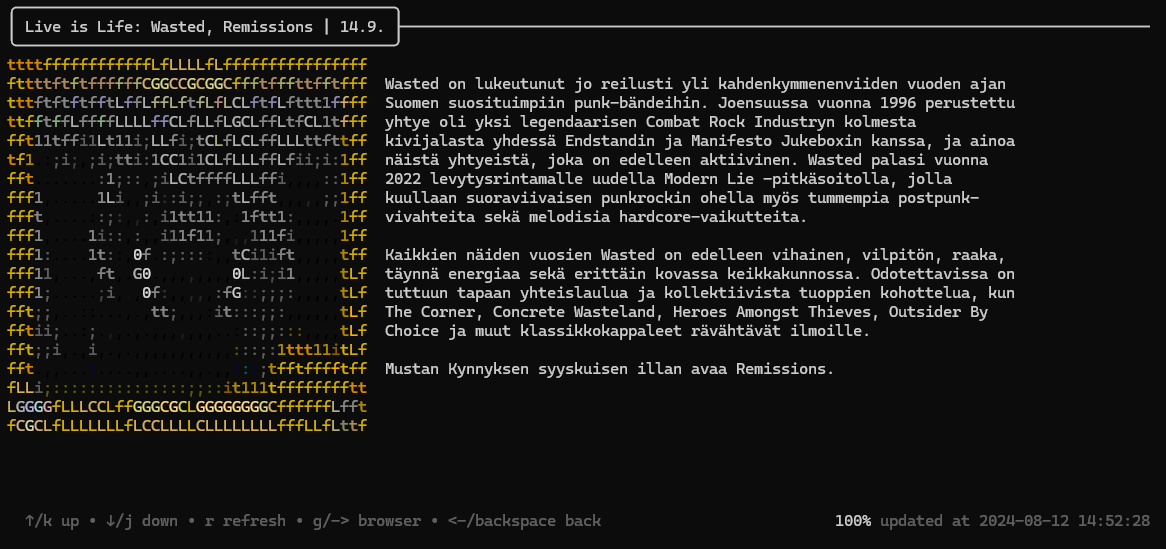 Live is Life: Wasted, Remissions | 14.9.
Wasted on lukeutunut jo reilusti yli kahdenkymmenenviiden vuoden ajan
Suomen suosituimpiin punk-bändeihin. Joensuussa vuonna 1996 perustettu
yhtye oli yksi legendaarisen Combat Rock Industryn kolmesta
kivijalasta yhdessä Endstandin ja Manifesto Jukeboxin kanssa, ja ainoa
näistä yhtyeistä, joka on edelleen aktiivinen. Wasted palasi vuonna
2022 levytysrintamalle uudella Modern Lie -pitkäsoitolla, jolla
kuullaan suoraviivaisen punkrockin ohella myös tummempia postpunk-
vivahteita sekä melodisia hardcore-vaikutteita.
Kaikkien näiden vuosien Wasted on edelleen vihainen, vilpitön, raaka,
täynnä energiaa sekä erittäin kovassa keikkakunnossa. Odotettavissa on
tuttuun tapaan yhteislaulua ja kollektiivista tuoppien kohottelua, kun
The Corner, Concrete Wasteland, Heroes Amongst Thieves, Outsider By
Choice ja muut klassikkokappaleet rävähtävät ilmoille.
Mustan Kynnyksen syyskuisen illan avaa Remissions.
↑/k up • ↓/j down • r refresh • g/-> browser • <-/backspace back
100% updated at 2024-08-12 14:52:28